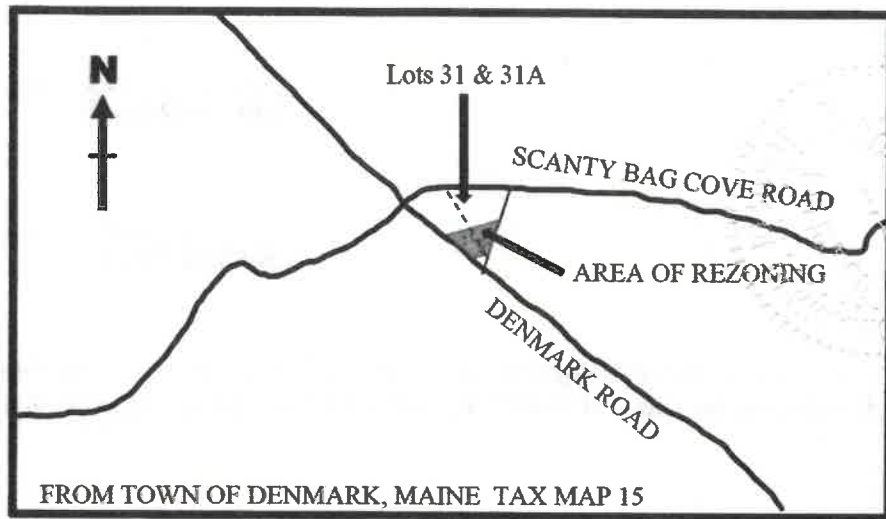 N
Lots 31 & 31A
SCANTY BAG COVE ROAD
AREA OF REZONING
DENMARK ROAD
FROM TOWN OF DENMARK, MAINE TAX MAP 15